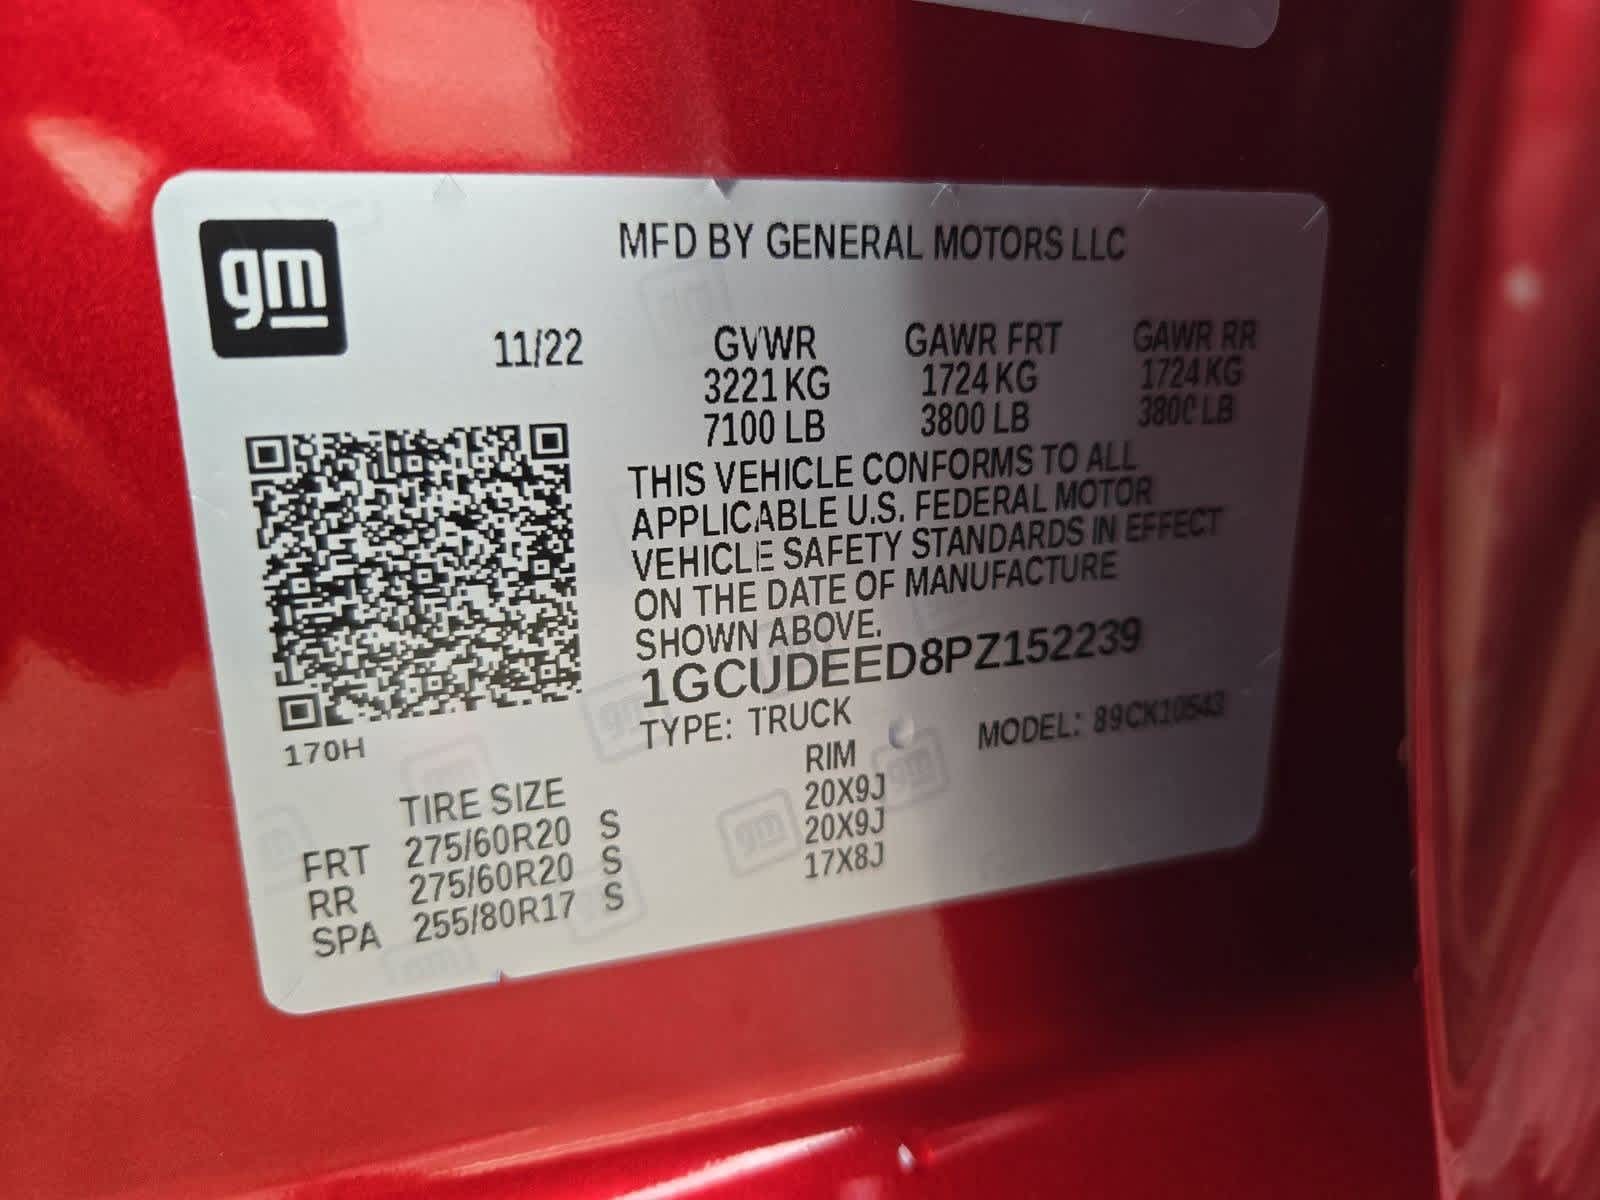 gm
MFD BY GENERAL MOTORS LLC
11/22 GVWR GAWR FRT GAWR RR
3221 KG 1724 KG 1724 KG
7100 LB 3800 LB 3800 LB
THIS VEHICLE CONFORMS TO ALL
APPLICABLE U.S. FEDERAL MOTOR
VEHICLE SAFETY STANDARDS IN EFFECT
ON THE DATE OF MANUFACTURE
SHOWN ABOVE.
1GCUDEED8PZ152239
TYPE: TRUCK MODEL: 89CK10543
170H
TIRE SIZE RIM
FRT 275/60R20 S 20X9J
RR 275/60R20 S 20X9J
SPA 255/80R17 S 17X8J